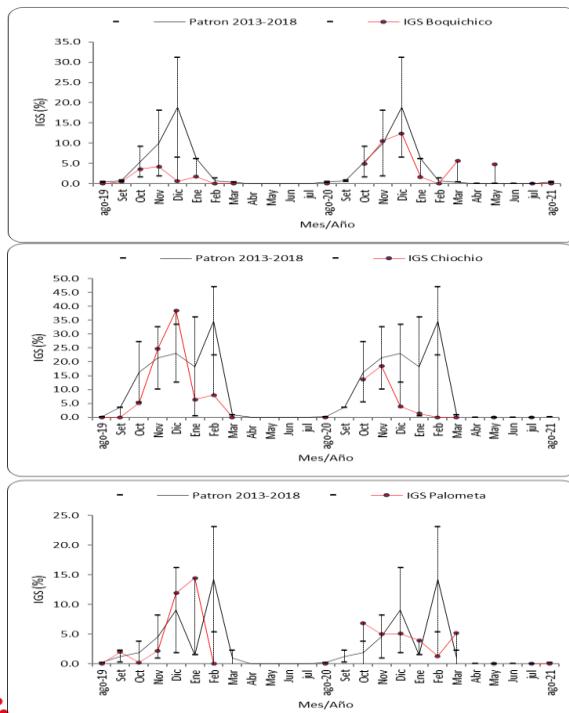 Patron 2013-2018 IGS Boquichico
35.0
30.0
25.0
20.0
15.0
10.0
5.0
0.0
IGS (%)
ago-19 Set Oct Nov Dic Ene Feb Mar Abr May Jun jul ago-20 Set Oct Nov Dic Ene Feb Mar Abr May Jun jul ago-21
Mes/Año
Patron 2013-2018 IGS Chiochio
50.0
45.0
40.0
35.0
30.0
25.0
20.0
15.0
10.0
5.0
0.0
IGS (%)
ago-19 Set Oct Nov Dic Ene Feb Mar Abr May Jun jul ago-20 Set Oct Nov Dic Ene Feb Mar Abr May Jun jul ago-21
Mes/Año
Patron 2013-2018 IGS Palometa
25.0
20.0
15.0
10.0
5.0
0.0
IGS (%)
ago-19 Set Oct Nov Dic Ene Feb Mar Abr May Jun jul ago-20 Set Oct Nov Dic Ene Feb Mar Abr May Jun jul ago-21
Mes/Año